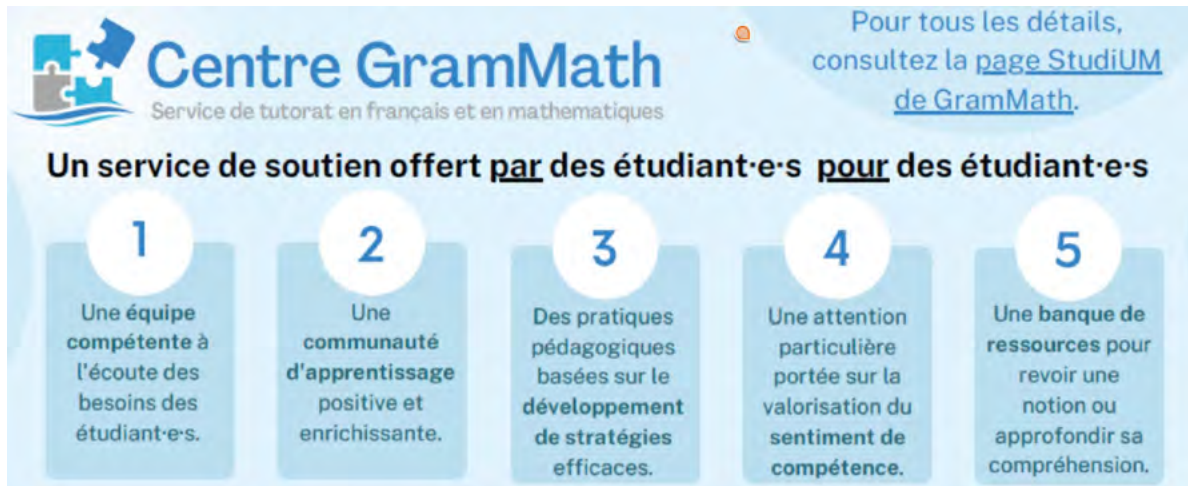 Centre GramMath
Service de tutorat en français et en mathematiques
Pour tous les détails,
consultez la page StudiUM
de GramMath.
Un service de soutien offert par des étudiant·e·s pour des étudiant·e·s
1
Une équipe
compétente à
l'écoute des
besoins des
étudiant·e·s.
2
Une
communauté
d'apprentissage
positive et
enrichissante.
3
Des pratiques
pédagogiques
basées sur le
développement
de stratégies
efficaces.
4
Une attention
particulière
portée sur la
valorisation du
sentiment de
compétence.
5
Une banque de
ressources pour
revoir une
notion ou
approfondir sa
compréhension.